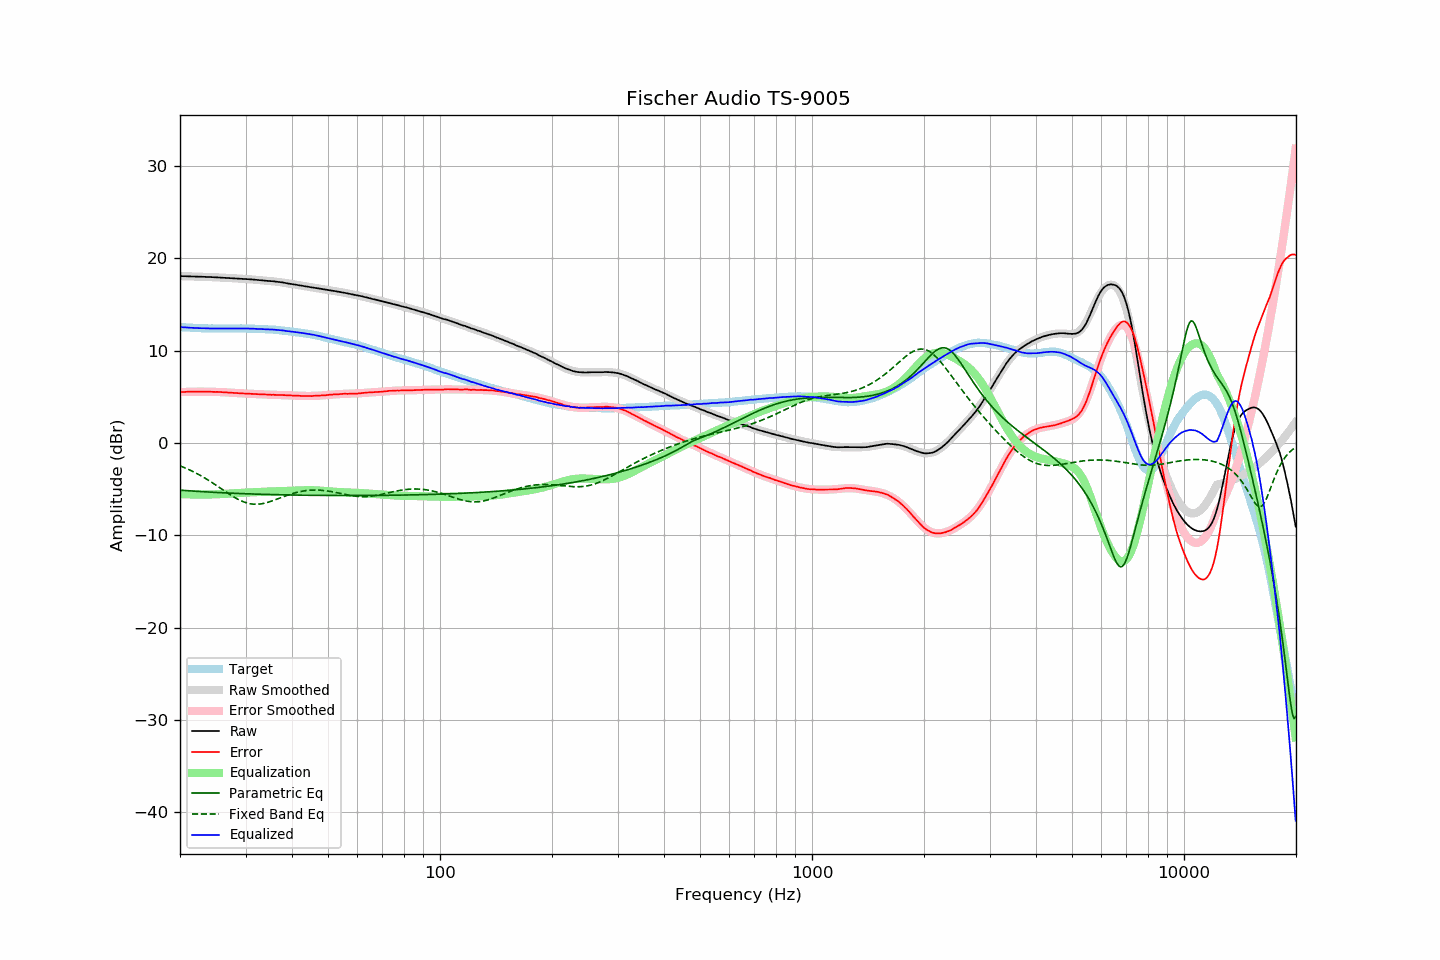 Fischer Audio TS-9005
Amplitude (dBr)
30
20
10
0
−10
−20
−30
−40
Target
Raw Smoothed
Error Smoothed
Raw
Error
Equalization
Parametric Eq
Fixed Band Eq
Equalized
100
1000
10000
Frequency (Hz)